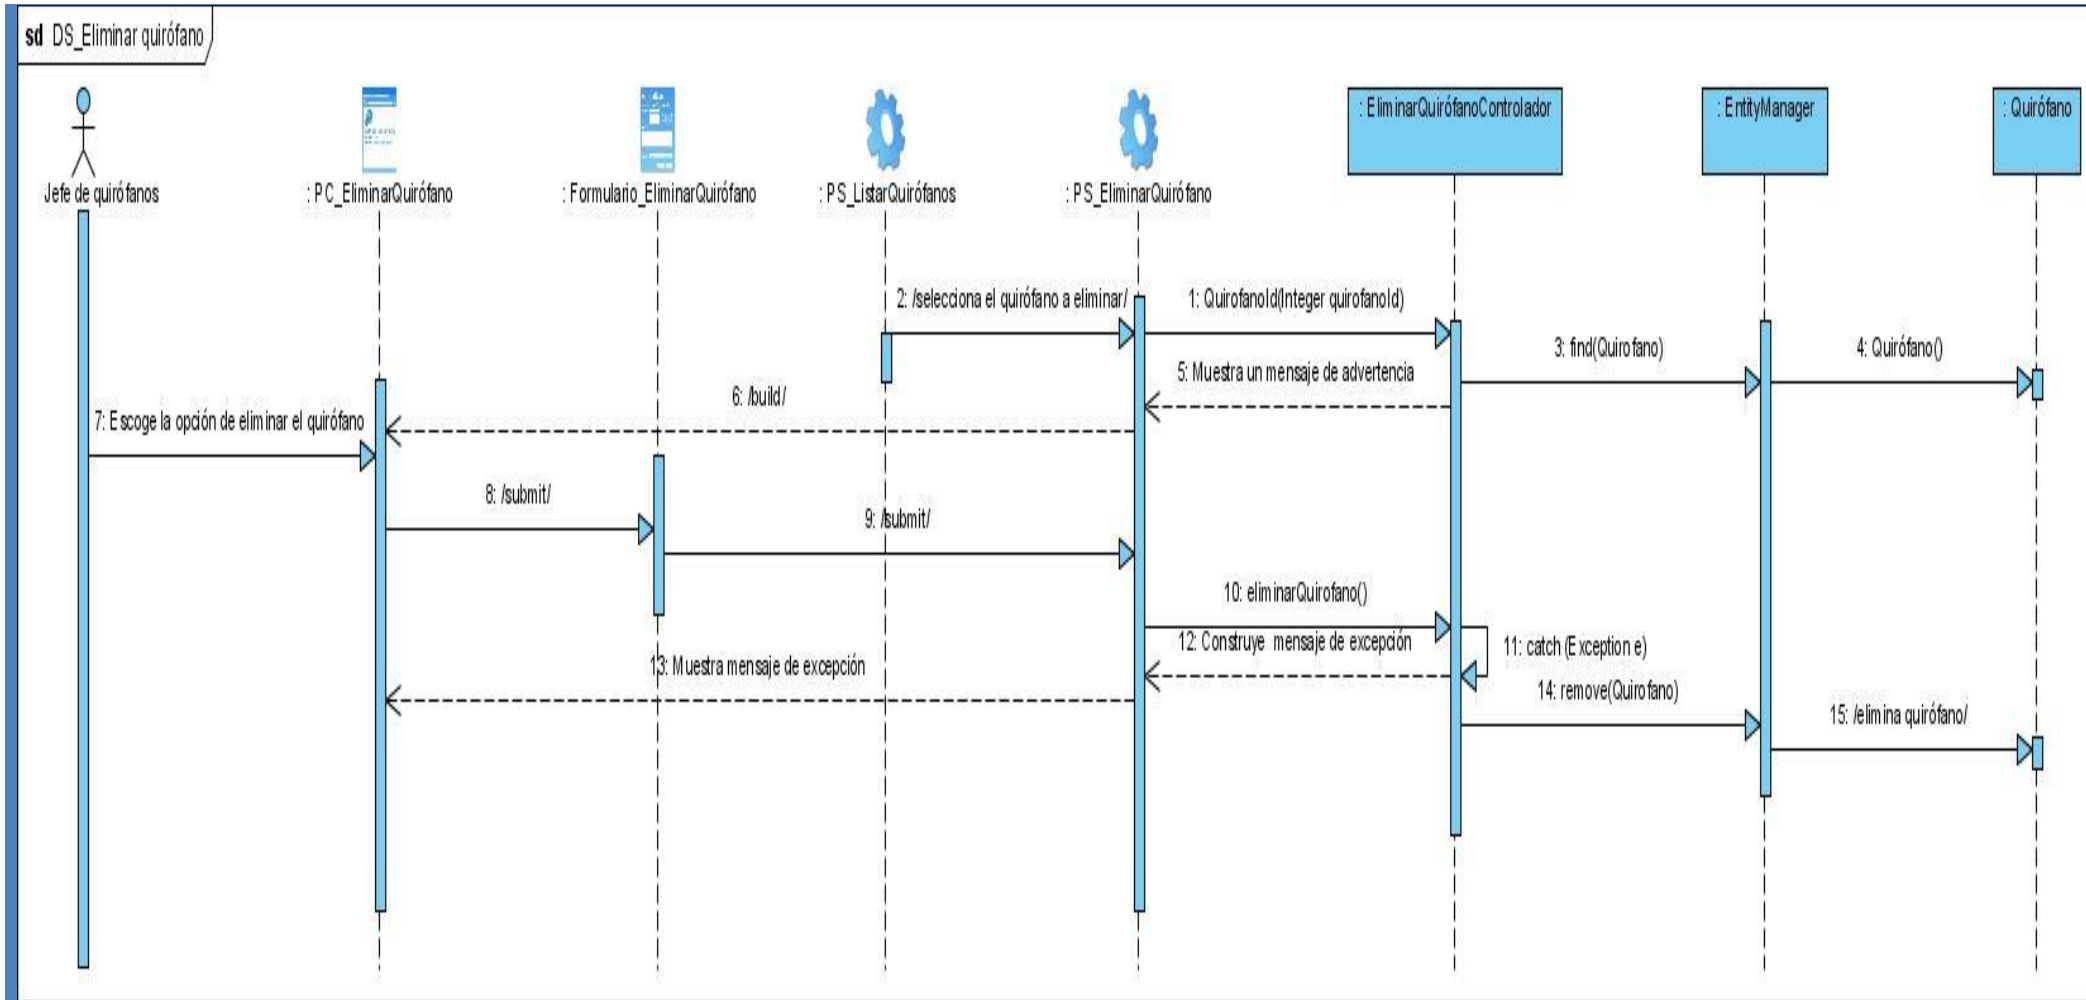 sd DS_Eliminar quirófano
Jefe de quirófanos
: PC_EliminarQuirófano
: Formulario_EliminarQuirófano
: PS_ListarQuirófanos
: PS_EliminarQuirófano
: EliminarQuirófanoControlador
: EntityManager
: Quirófano
2: /selecciona el quirófano a eliminar/
1: QuirofanoId(Integer quirofanoId)
3: find(Quirofano)
4: Quirófano()
5: Muestra un mensaje de advertencia
6: /build/
7: Escoge la opción de eliminar el quirófano
8: /submit/
9: /submit/
10: eliminarQuirofano()
11: catch (Exception e)
12: Construye mensaje de excepción
13: Muestra mensaje de excepción
14: remove(Quirofano)
15: /elimina quirófano/